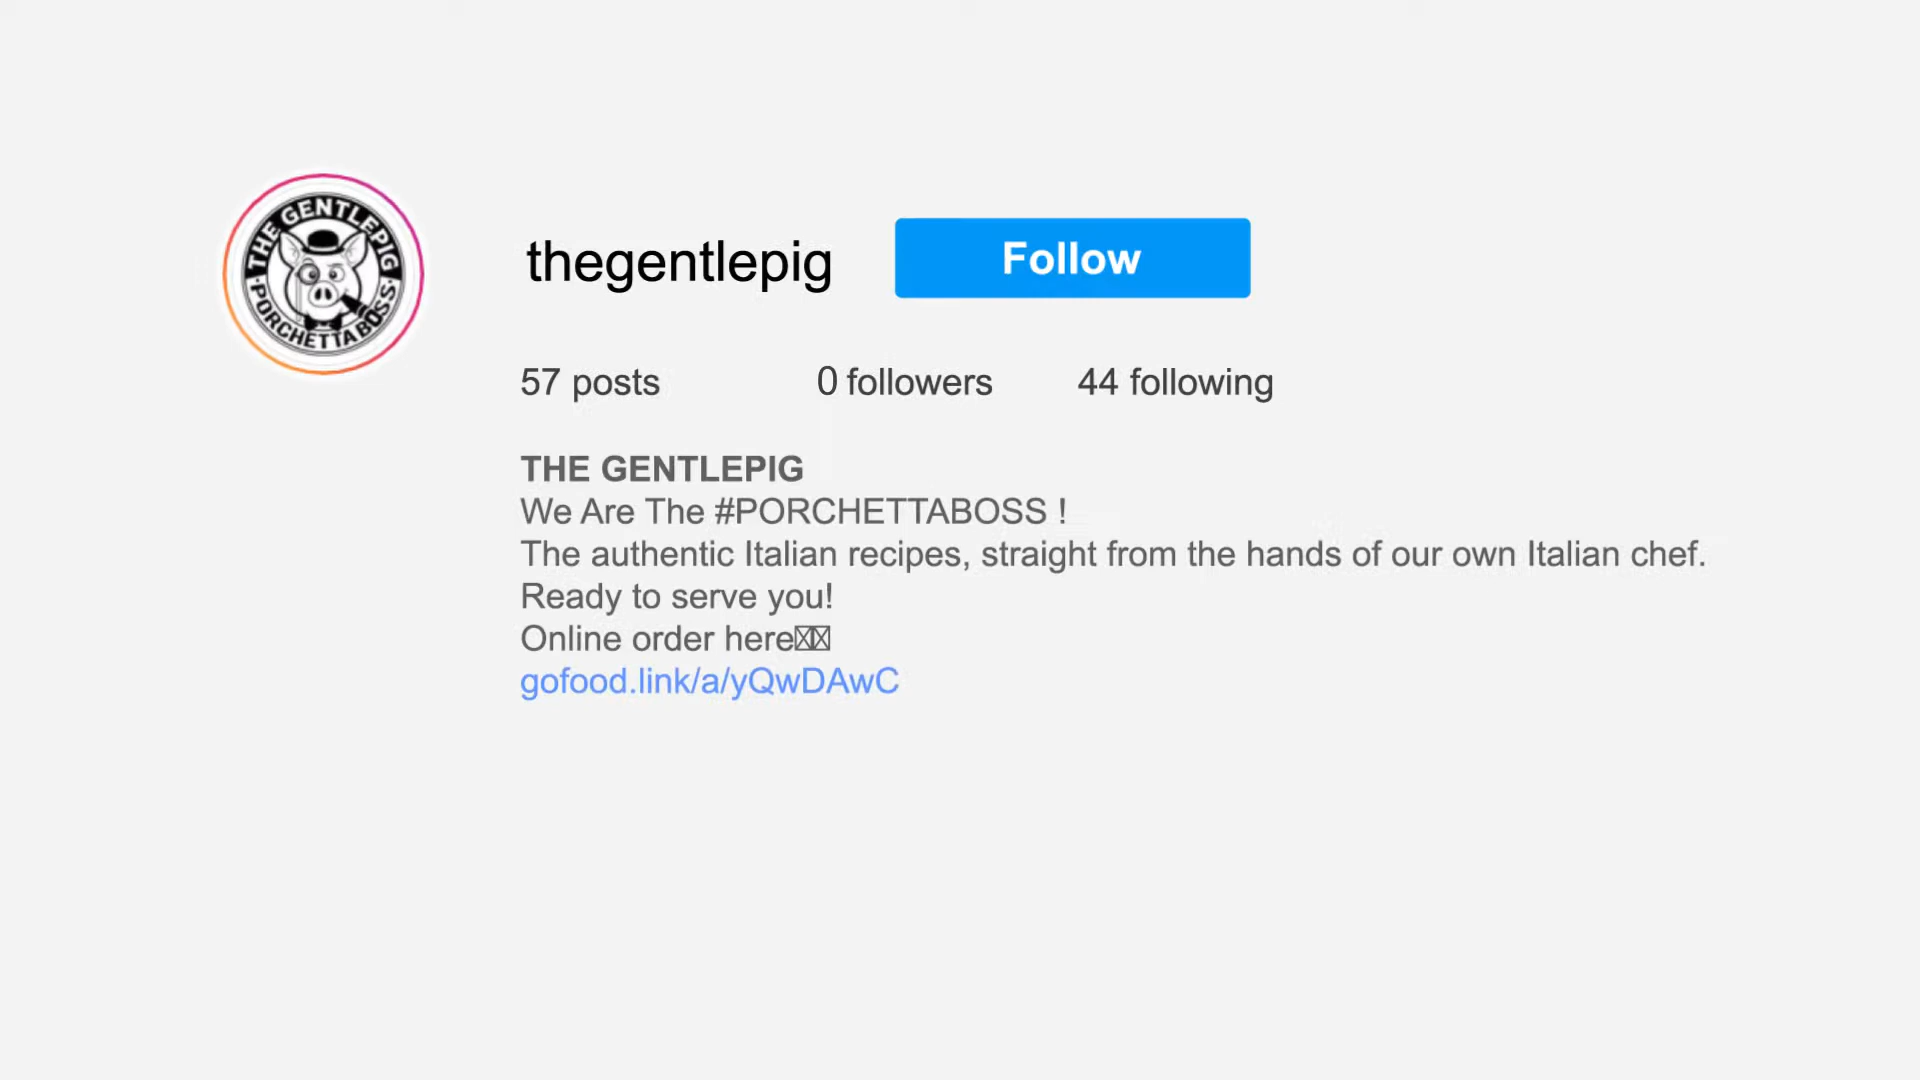 THE GENTLEPIG
·PORCHETTA BOSS·
thegentlepig
Follow
57 posts
0 followers
44 following
THE GENTLEPIG
We Are The #PORCHETTABOSS !
The authentic Italian recipes, straight from the hands of our own Italian chef.
Ready to serve you!
Online order here
gofood.link/a/yQwDAwC